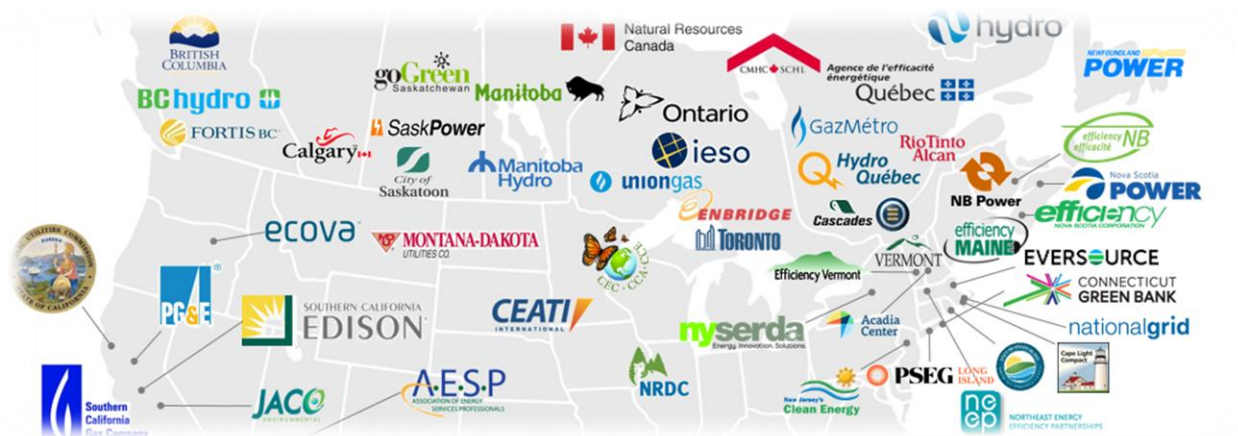 hydro
Natural Resources
Canada
BRITISH
COLUMBIA
CMHC SCHL
Agence de l'efficacité
énergétique
Québec
NEWFOUNDLAND
POWER
goGreen
Saskatchewan
Manitoba
BChydro
Ontario
FORTIS BC
Calgary
SaskPower
ieso
GazMétro
RioTinto
Alcan
efficiency NB
efficacité
City of
Saskatoon
Manitoba
Hydro
uniongas
Hydro
Québec
NB Power
Nova Scotia
POWER
ENBRIDGE
Cascades
efficiency
NOVA SCOTIA CORPORATION
ecova
MONTANA-DAKOTA
UTILITIES CO.
TORONTO
CEC·CCA·CCE
efficiency
MAINE
VERMONT
Efficiency Vermont
EVERSOURCE
CONNECTICUT
GREEN BANK
PG&E
SOUTHERN CALIFORNIA
EDISON
CEATI
INTERNATIONAL
nyserda
Energy. Innovation. Solutions.
Acadia
Center
nationalgrid
Cape Light
Compact
NRDC
PSEG LONG
ISLAND
New Jersey's
Clean Energy
Southern
California
Gas Company
JACO
ENVIRONMENTAL
A·E·S·P
ASSOCIATION OF ENERGY
SERVICES PROFESSIONALS
neep
NORTHEAST ENERGY
EFFICIENCY PARTNERSHIPS